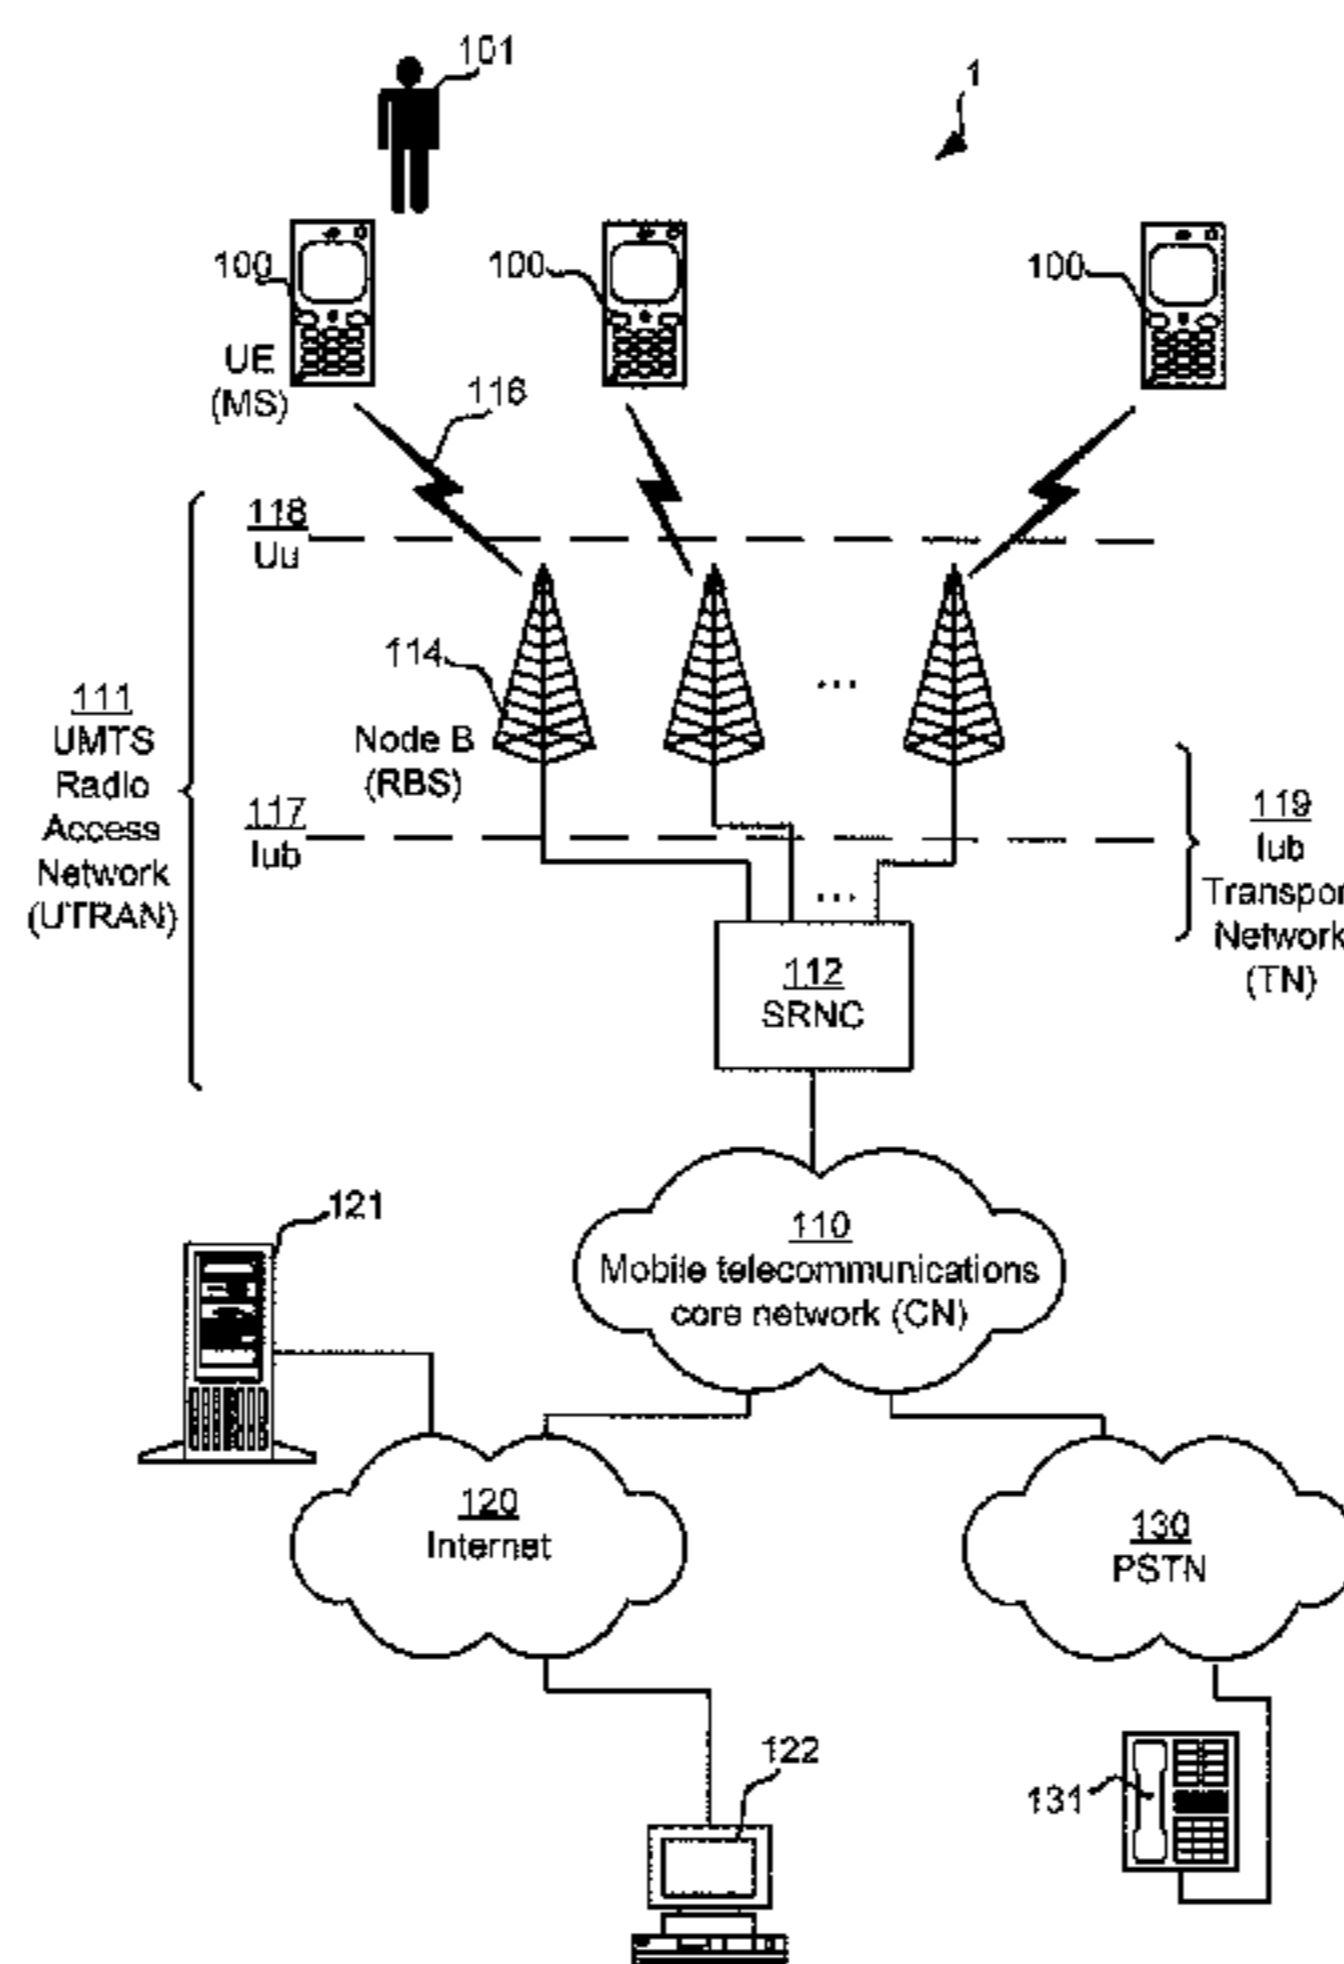 101
1
100
100
100
UE
(MS)
116
118
Uu
114
111
UMTS
Radio
Access
Network
(UTRAN)
Node B
(RBS)
117
Iub
119
Iub
Transpor
Network
(TN)
...
...
112
SRNC
121
110
Mobile telecommunications
core network (CN)
120
Internet
130
PSTN
122
131